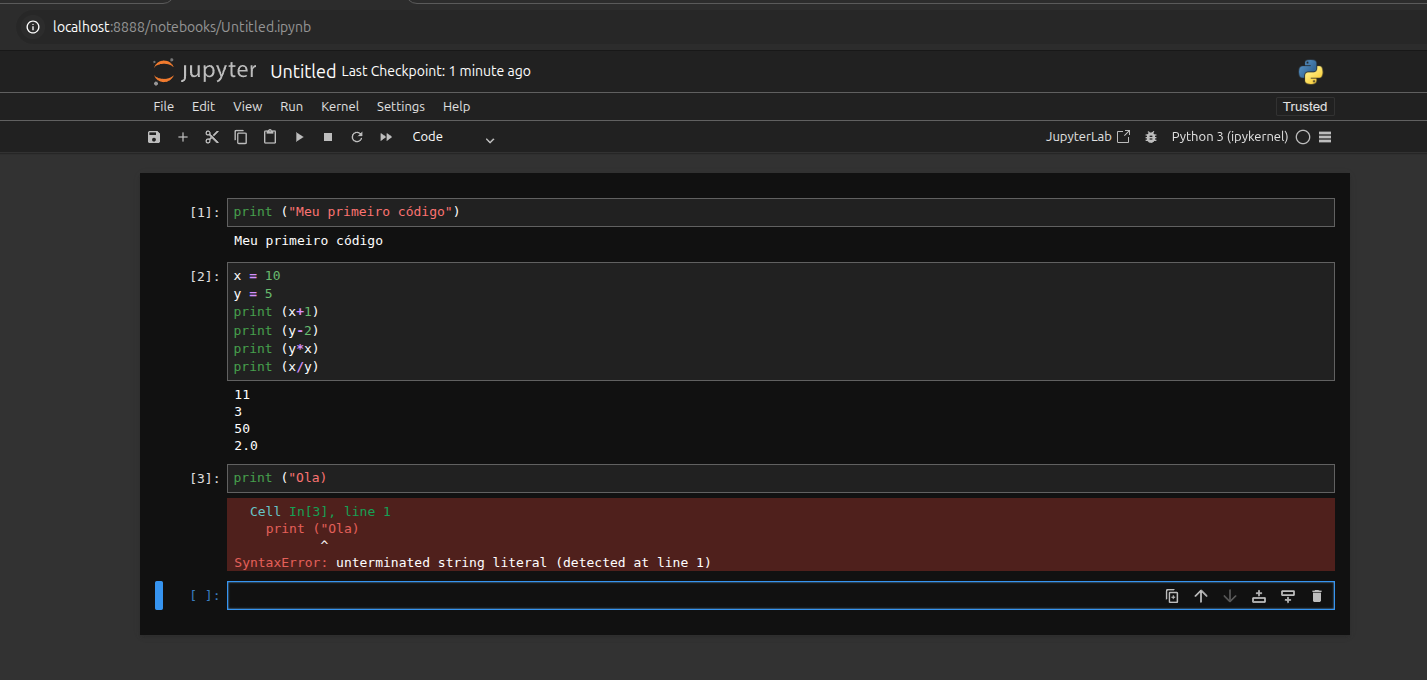 localhost:8888/notebooks/Untitled.ipynb
jupyter Untitled Last Checkpoint: 1 minute ago
File Edit View Run Kernel Settings Help Trusted
Code JupyterLab Python 3 (ipykernel)
[1]: print ("Meu primeiro código")
Meu primeiro código
[2]: x = 10
y = 5
print (x+1)
print (y-2)
print (y*x)
print (x/y)
11
3
50
2.0
[3]: print ("Ola)
Cell In[3], line 1
print ("Ola)
^
SyntaxError: unterminated string literal (detected at line 1)
[ ]: